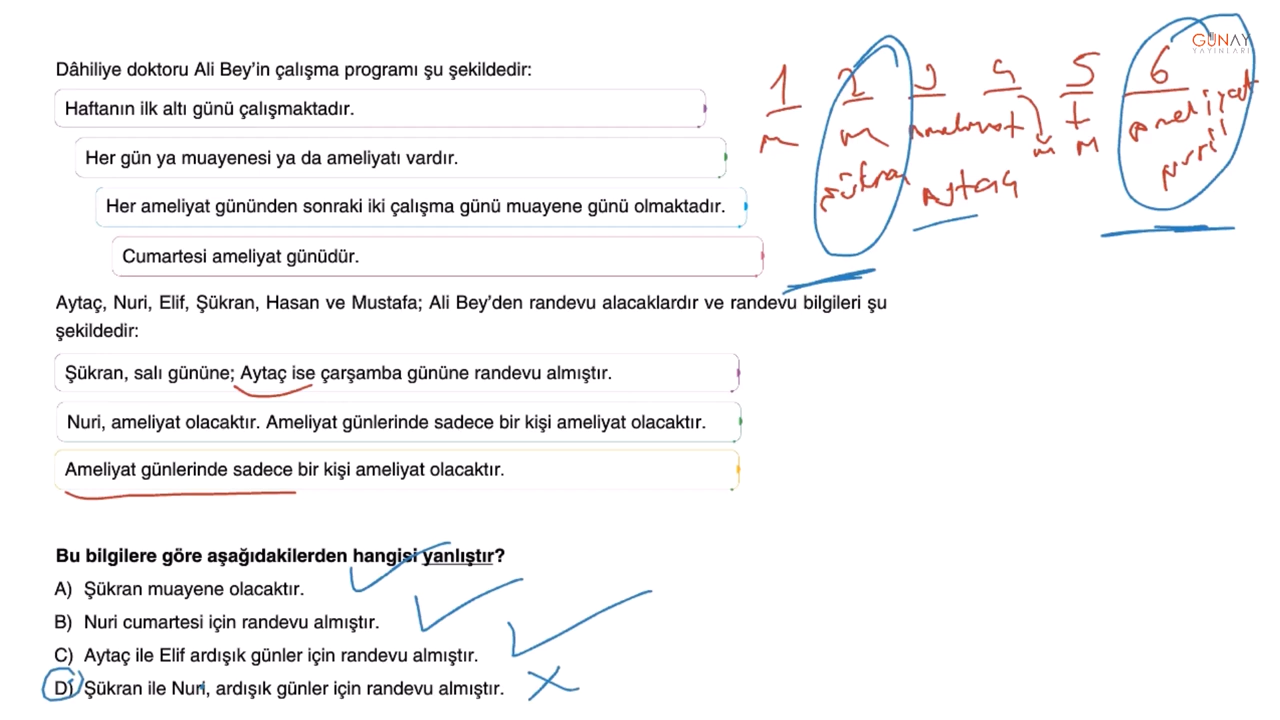 GÜNAY
YAYINLARI
Dâhiliye doktoru Ali Bey'in çalışma programı şu şekildedir:
Haftanın ilk altı günü çalışmaktadır.
Her gün ya muayenesi ya da ameliyatı vardır.
Her ameliyat gününden sonraki iki çalışma günü muayene günü olmaktadır.
Cumartesi ameliyat günüdür.
1 2 3 4 5 6
m m Ameliyat m t ameliyat
m
Şükran Aytaç nuri
Aytaç, Nuri, Elif, Şükran, Hasan ve Mustafa; Ali Bey'den randevu alacaklardır ve randevu bilgileri şu
şekildedir:
Şükran, salı gününe; Aytaç ise çarşamba gününe randevu almıştır.
Nuri, ameliyat olacaktır. Ameliyat günlerinde sadece bir kişi ameliyat olacaktır.
Ameliyat günlerinde sadece bir kişi ameliyat olacaktır.
Bu bilgilere göre aşağıdakilerden hangisi yanlıştır?
A) Şükran muayene olacaktır.
B) Nuri cumartesi için randevu almıştır.
C) Aytaç ile Elif ardışık günler için randevu almıştır.
D) Şükran ile Nuri, ardışık günler için randevu almıştır.